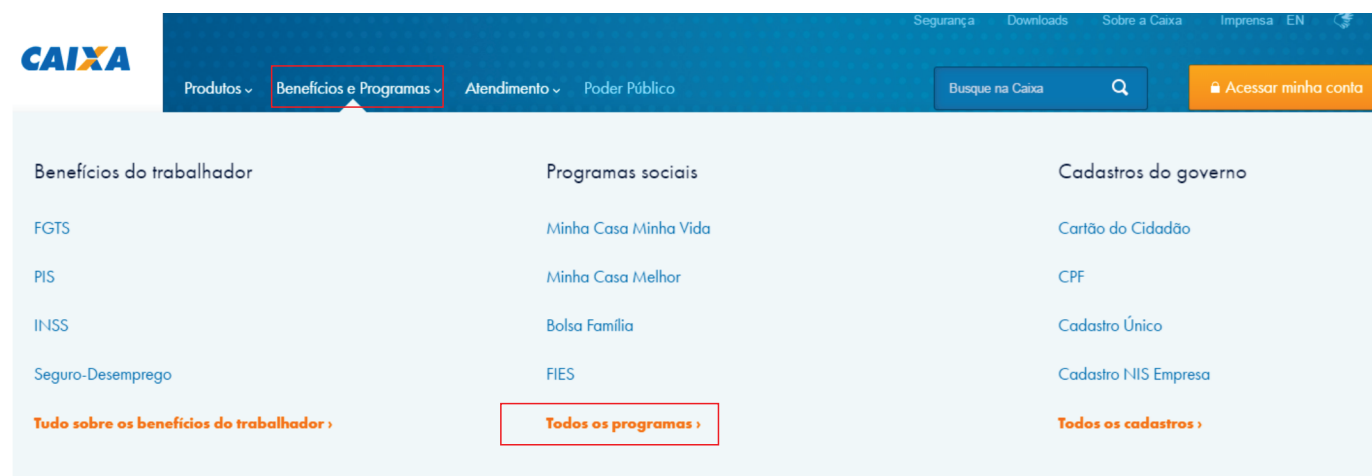 Segurança Downloads Sobre a Caixa Imprensa EN
CAIXA
Produtos Benefícios e Programas Atendimento Poder Público Busque na Caixa Acessar minha conta
Benefícios do trabalhador Programas sociais Cadastros do governo
FGTS Minha Casa Minha Vida Cartão do Cidadão
PIS Minha Casa Melhor CPF
INSS Bolsa Família Cadastro Único
Seguro-Desemprego FIES Cadastro NIS Empresa
Tudo sobre os benefícios do trabalhador › Todos os programas › Todos os cadastros ›